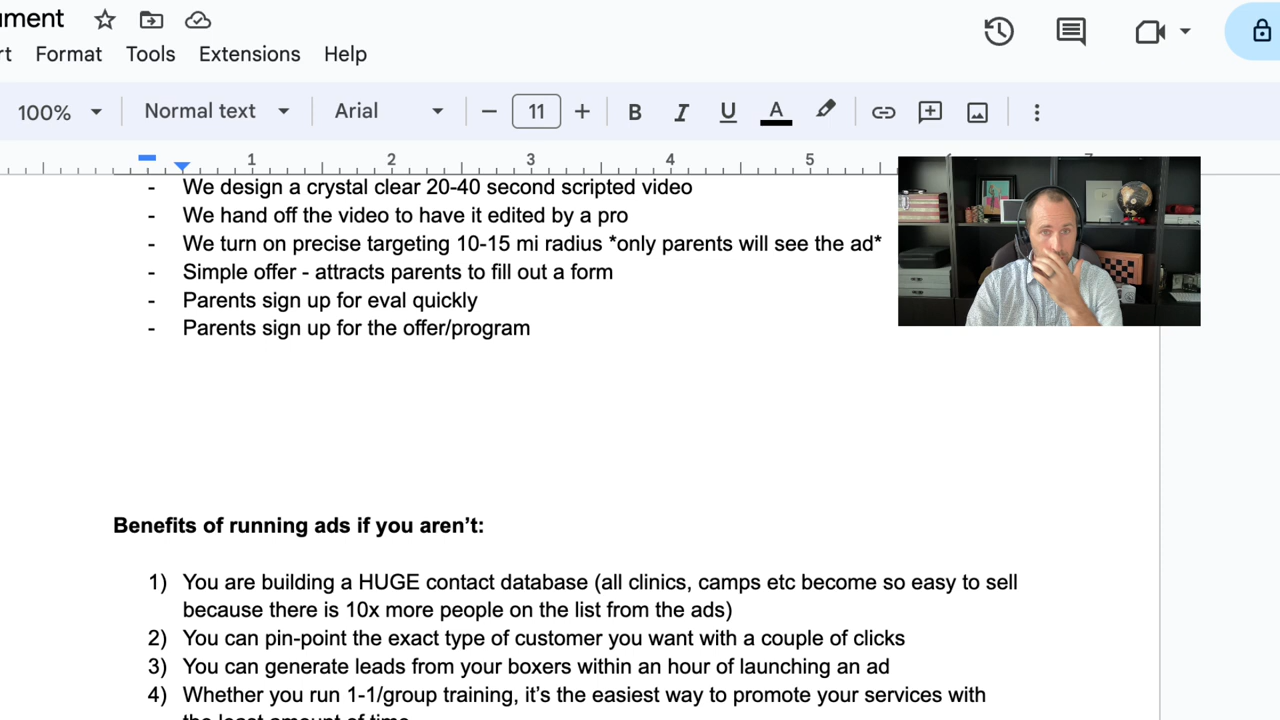 ument
rt Format Tools Extensions Help
100% Normal text Arial 11 B I U A
1 2 3 4 5
- We design a crystal clear 20-40 second scripted video
- We hand off the video to have it edited by a pro
- We turn on precise targeting 10-15 mi radius *only parents will see the ad*
- Simple offer - attracts parents to fill out a form
- Parents sign up for eval quickly
- Parents sign up for the offer/program
Benefits of running ads if you aren’t:
1) You are building a HUGE contact database (all clinics, camps etc become so easy to sell
because there is 10x more people on the list from the ads)
2) You can pin-point the exact type of customer you want with a couple of clicks
3) You can generate leads from your boxers within an hour of launching an ad
4) Whether you run 1-1/group training, it’s the easiest way to promote your services with
the least amount of time